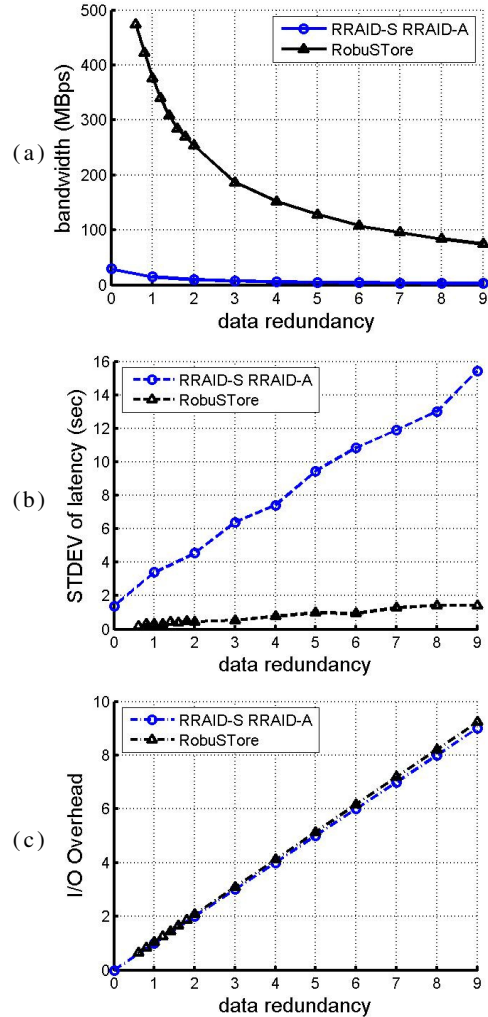 (a)
bandwidth (MBps)
500
400
300
200
100
0
RRAID-S RRAID-A
RobuSTore
0 1 2 3 4 5 6 7 8 9
data redundancy
(b)
STDEV of latency (sec)
16
14
12
10
8
6
4
2
0
RRAID-S RRAID-A
RobuSTore
0 1 2 3 4 5 6 7 8 9
data redundancy
(c)
I/O Overhead
10
8
6
4
2
0
RRAID-S RRAID-A
RobuSTore
0 1 2 3 4 5 6 7 8 9
data redundancy